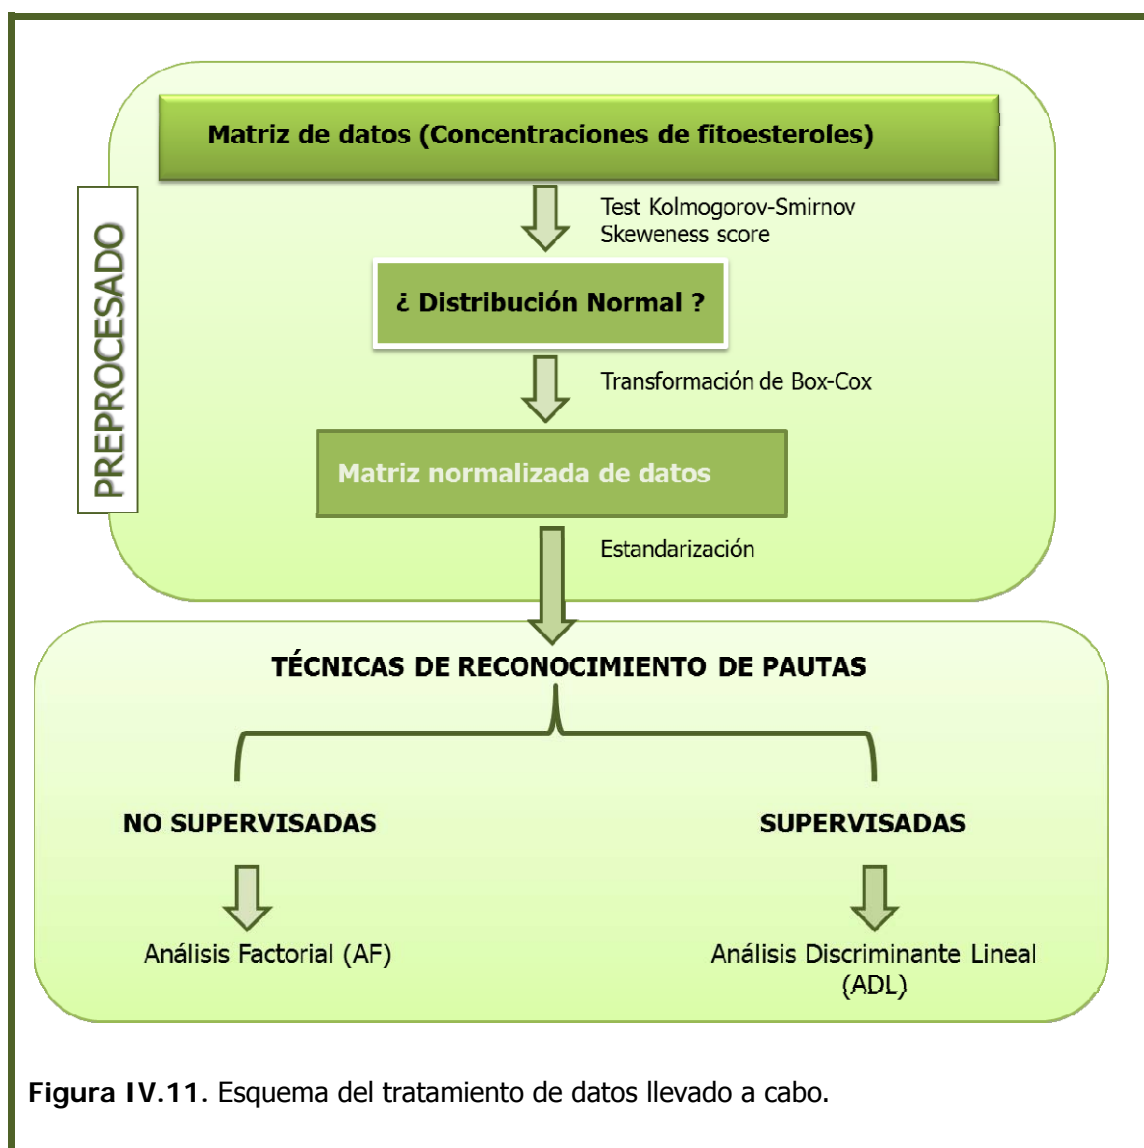 Matriz de datos (Concentraciones de fitoesteroles)
Test Kolmogorov-Smirnov
Skeweness score
PREPROCESADO
¿ Distribución Normal ?
Transformación de Box-Cox
Matriz normalizada de datos
Estandarización
TÉCNICAS DE RECONOCIMIENTO DE PAUTAS
NO SUPERVISADAS
SUPERVISADAS
Análisis Factorial (AF)
Análisis Discriminante Lineal
(ADL)
Figura IV.11. Esquema del tratamiento de datos llevado a cabo.